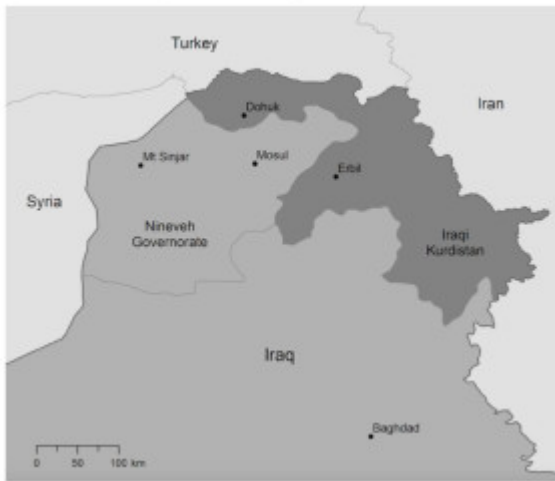 Turkey
Iran
Dohuk
Mt Sinjar
Mosul
Erbil
Syria
Nineveh
Governorate
Iraqi
Kurdistan
Iraq
Baghdad
0 50 100 km